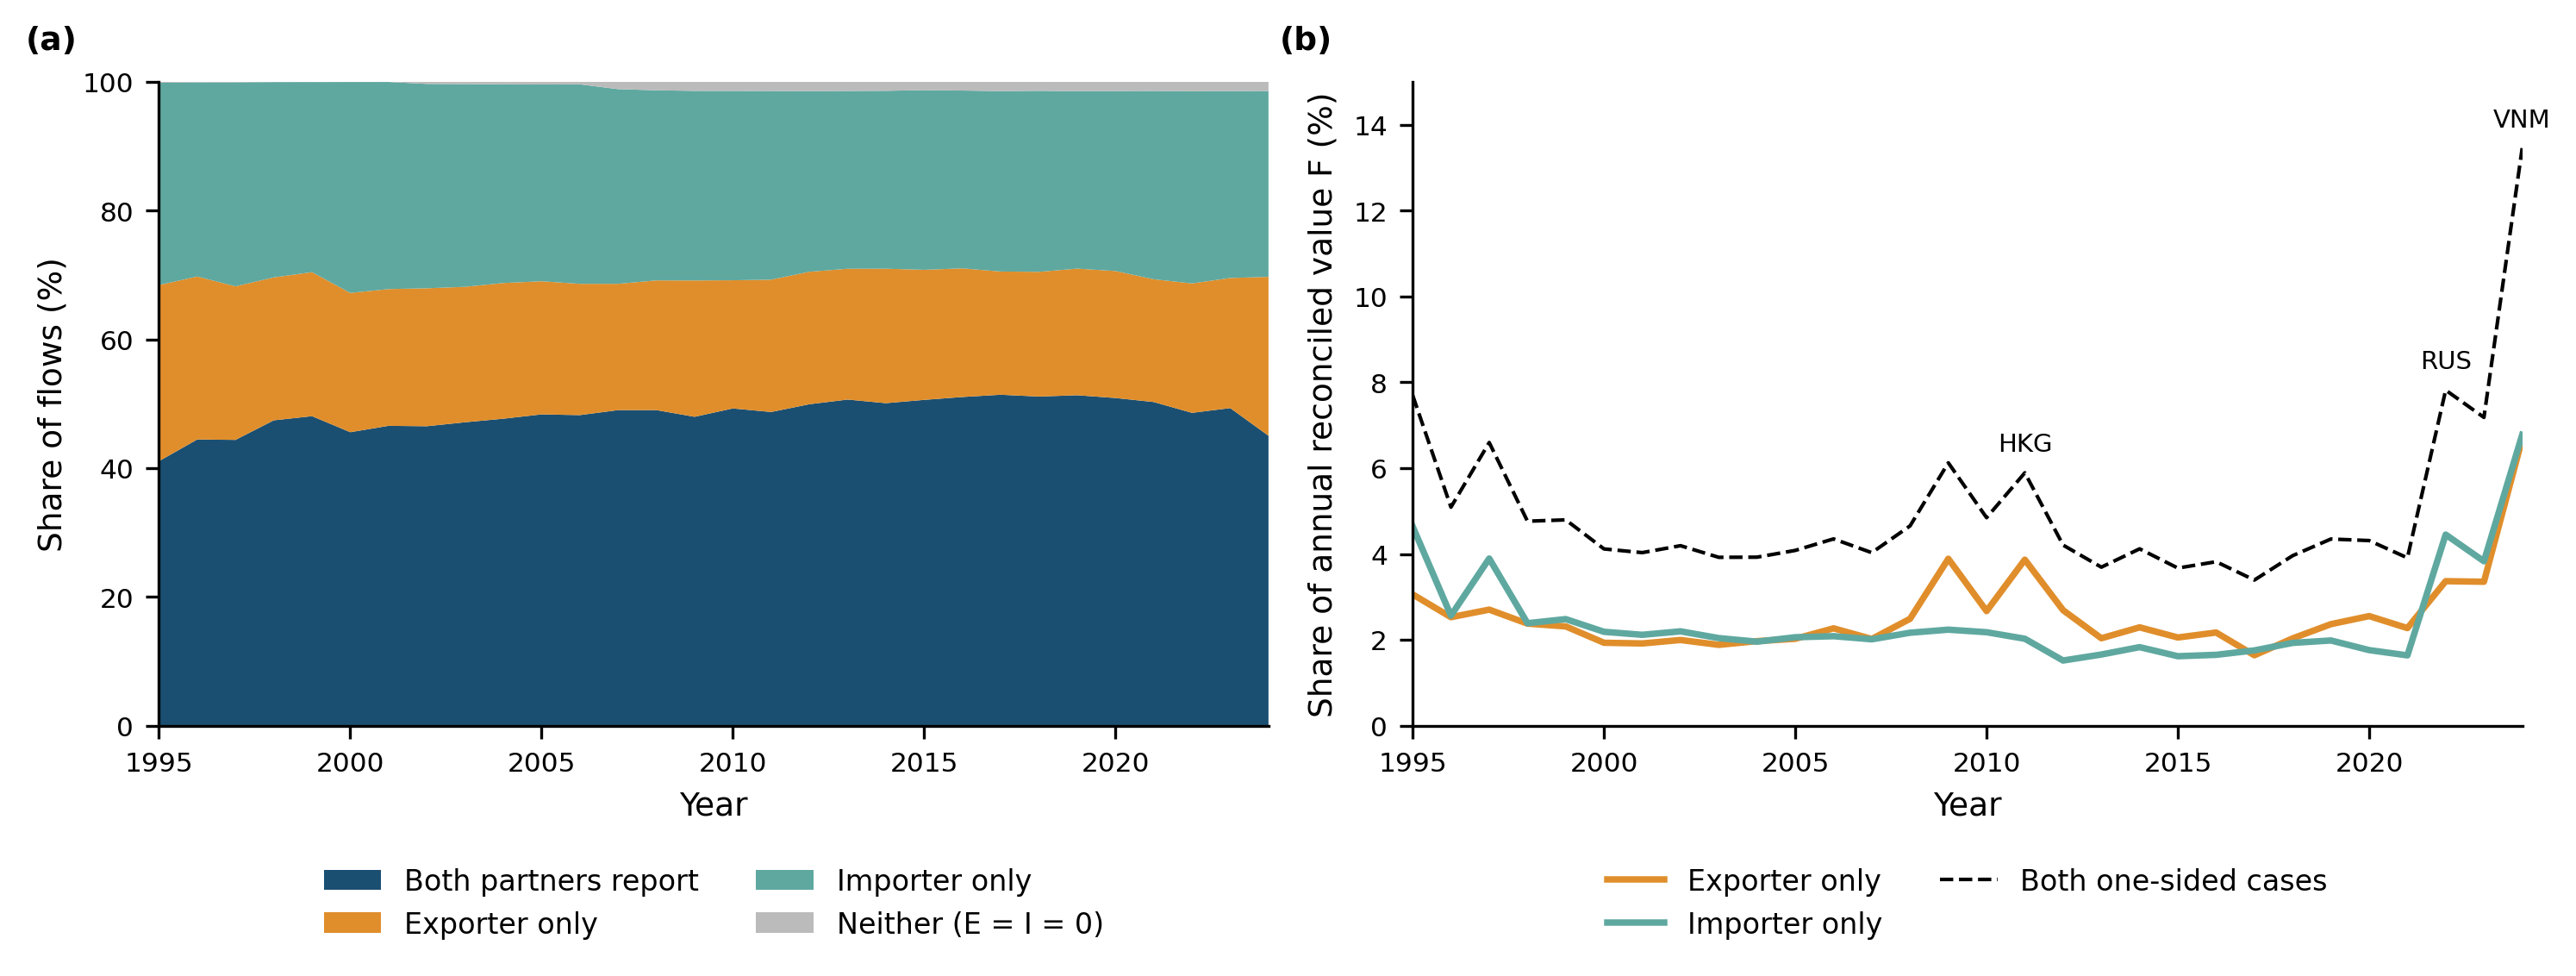 (a)
Share of flows (%)
100
80
60
40
20
0
1995
2000
2005
2010
2015
2020
Year
Both partners report
Exporter only
Importer only
Neither (E = I = 0)
(b)
Share of annual reconciled value F (%)
14
12
10
8
6
4
2
0
VNM
RUS
HKG
1995
2000
2005
2010
2015
2020
Year
Exporter only
Importer only
Both one-sided cases